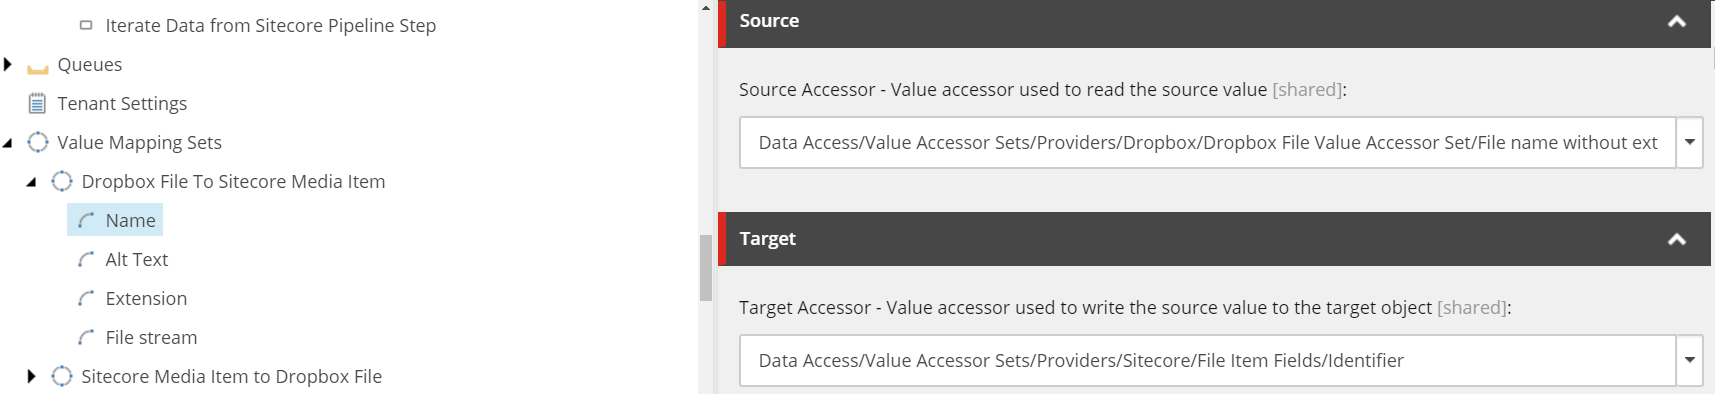 Iterate Data from Sitecore Pipeline Step
Queues
Tenant Settings
Value Mapping Sets
Dropbox File To Sitecore Media Item
Name
Alt Text
Extension
File stream
Sitecore Media Item to Dropbox File
Source
Source Accessor - Value accessor used to read the source value [shared]:
Data Access/Value Accessor Sets/Providers/Dropbox/Dropbox File Value Accessor Set/File name without ext
Target
Target Accessor - Value accessor used to write the source value to the target object [shared]:
Data Access/Value Accessor Sets/Providers/Sitecore/File Item Fields/Identifier